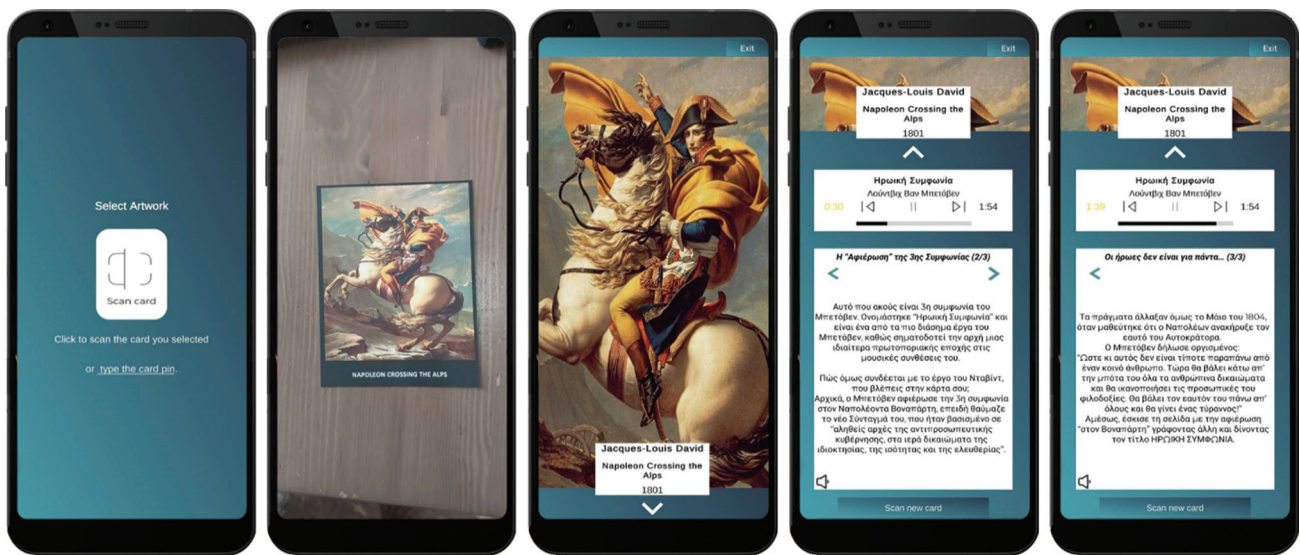 Select Artwork
Scan card
Click to scan the card you selected
or type the card pin.
NAPOLEON CROSSING THE ALPS
Exit
Jacques-Louis David
Napoleon Crossing the
Alps
1801
Exit
Jacques-Louis David
Napoleon Crossing the
Alps
1801
Ηρωική Συμφωνία
Λούντβιχ Βαν Μπετόβεν
0:30
1:54
Η "Αφιέρωση" της 3ης Συμφωνίας (2/3)
Αυτό που ακούς είναι 3η συμφωνία του
Μπετόβεν. Ονομάστηκε "Ηρωική Συμφωνία" και
είναι ένα από τα πιο διάσημα έργα του
Μπετόβεν, καθώς σηματοδοτεί την αρχή μιας
ιδιαίτερα πρωτοποριακής εποχής στις
μουσικές συνθέσεις του.
Πώς όμως συνδέεται με το έργο του Νταβίντ,
που βλέπεις στην κάρτα σου;
Αρχικά, ο Μπετόβεν αφιέρωσε την 3η συμφωνία
στον Ναπολέοντα Βοναπάρτη, επειδή θαύμαζε
το νέο Σύνταγμά του, που ήταν βασισμένο σε
"αληθείς αρχές της αντιπροσωπευτικής
κυβέρνησης, στα ιερά δικαιώματα της
ιδιοκτησίας, της ισότητας και της ελευθερίας".
Scan new card
Exit
Jacques-Louis David
Napoleon Crossing the
Alps
1801
Ηρωική Συμφωνία
Λούντβιχ Βαν Μπετόβεν
1:39
1:54
Οι ήρωες δεν είναι για πάντα... (3/3)
Τα πράγματα άλλαξαν όμως το Μάιο του 1804,
όταν μαθεύτηκε ότι ο Ναπολέων ανακήρυξε τον
εαυτό του Αυτοκράτορα.
Ο Μπετόβεν δήλωσε οργισμένος:
"Ώστε κι αυτός δεν είναι τίποτε παραπάνω από
έναν κοινό άνθρωπο. Τώρα θα βάλει κάτω απ'
την μπότα του όλα τα ανθρώπινα δικαιώματα
και θα ικανοποιήσει τις προσωπικές του
φιλοδοξίες. Θα βάλει τον εαυτόν του πάνω απ'
όλους και θα γίνει ένας τύραννος!"
Αμέσως, έσκισε τη σελίδα με την αφιέρωση
"στον Βοναπάρτη" γράφοντας άλλη και δίνοντας
τον τίτλο ΗΡΩΙΚΗ ΣΥΜΦΩΝΙΑ.
Scan new card